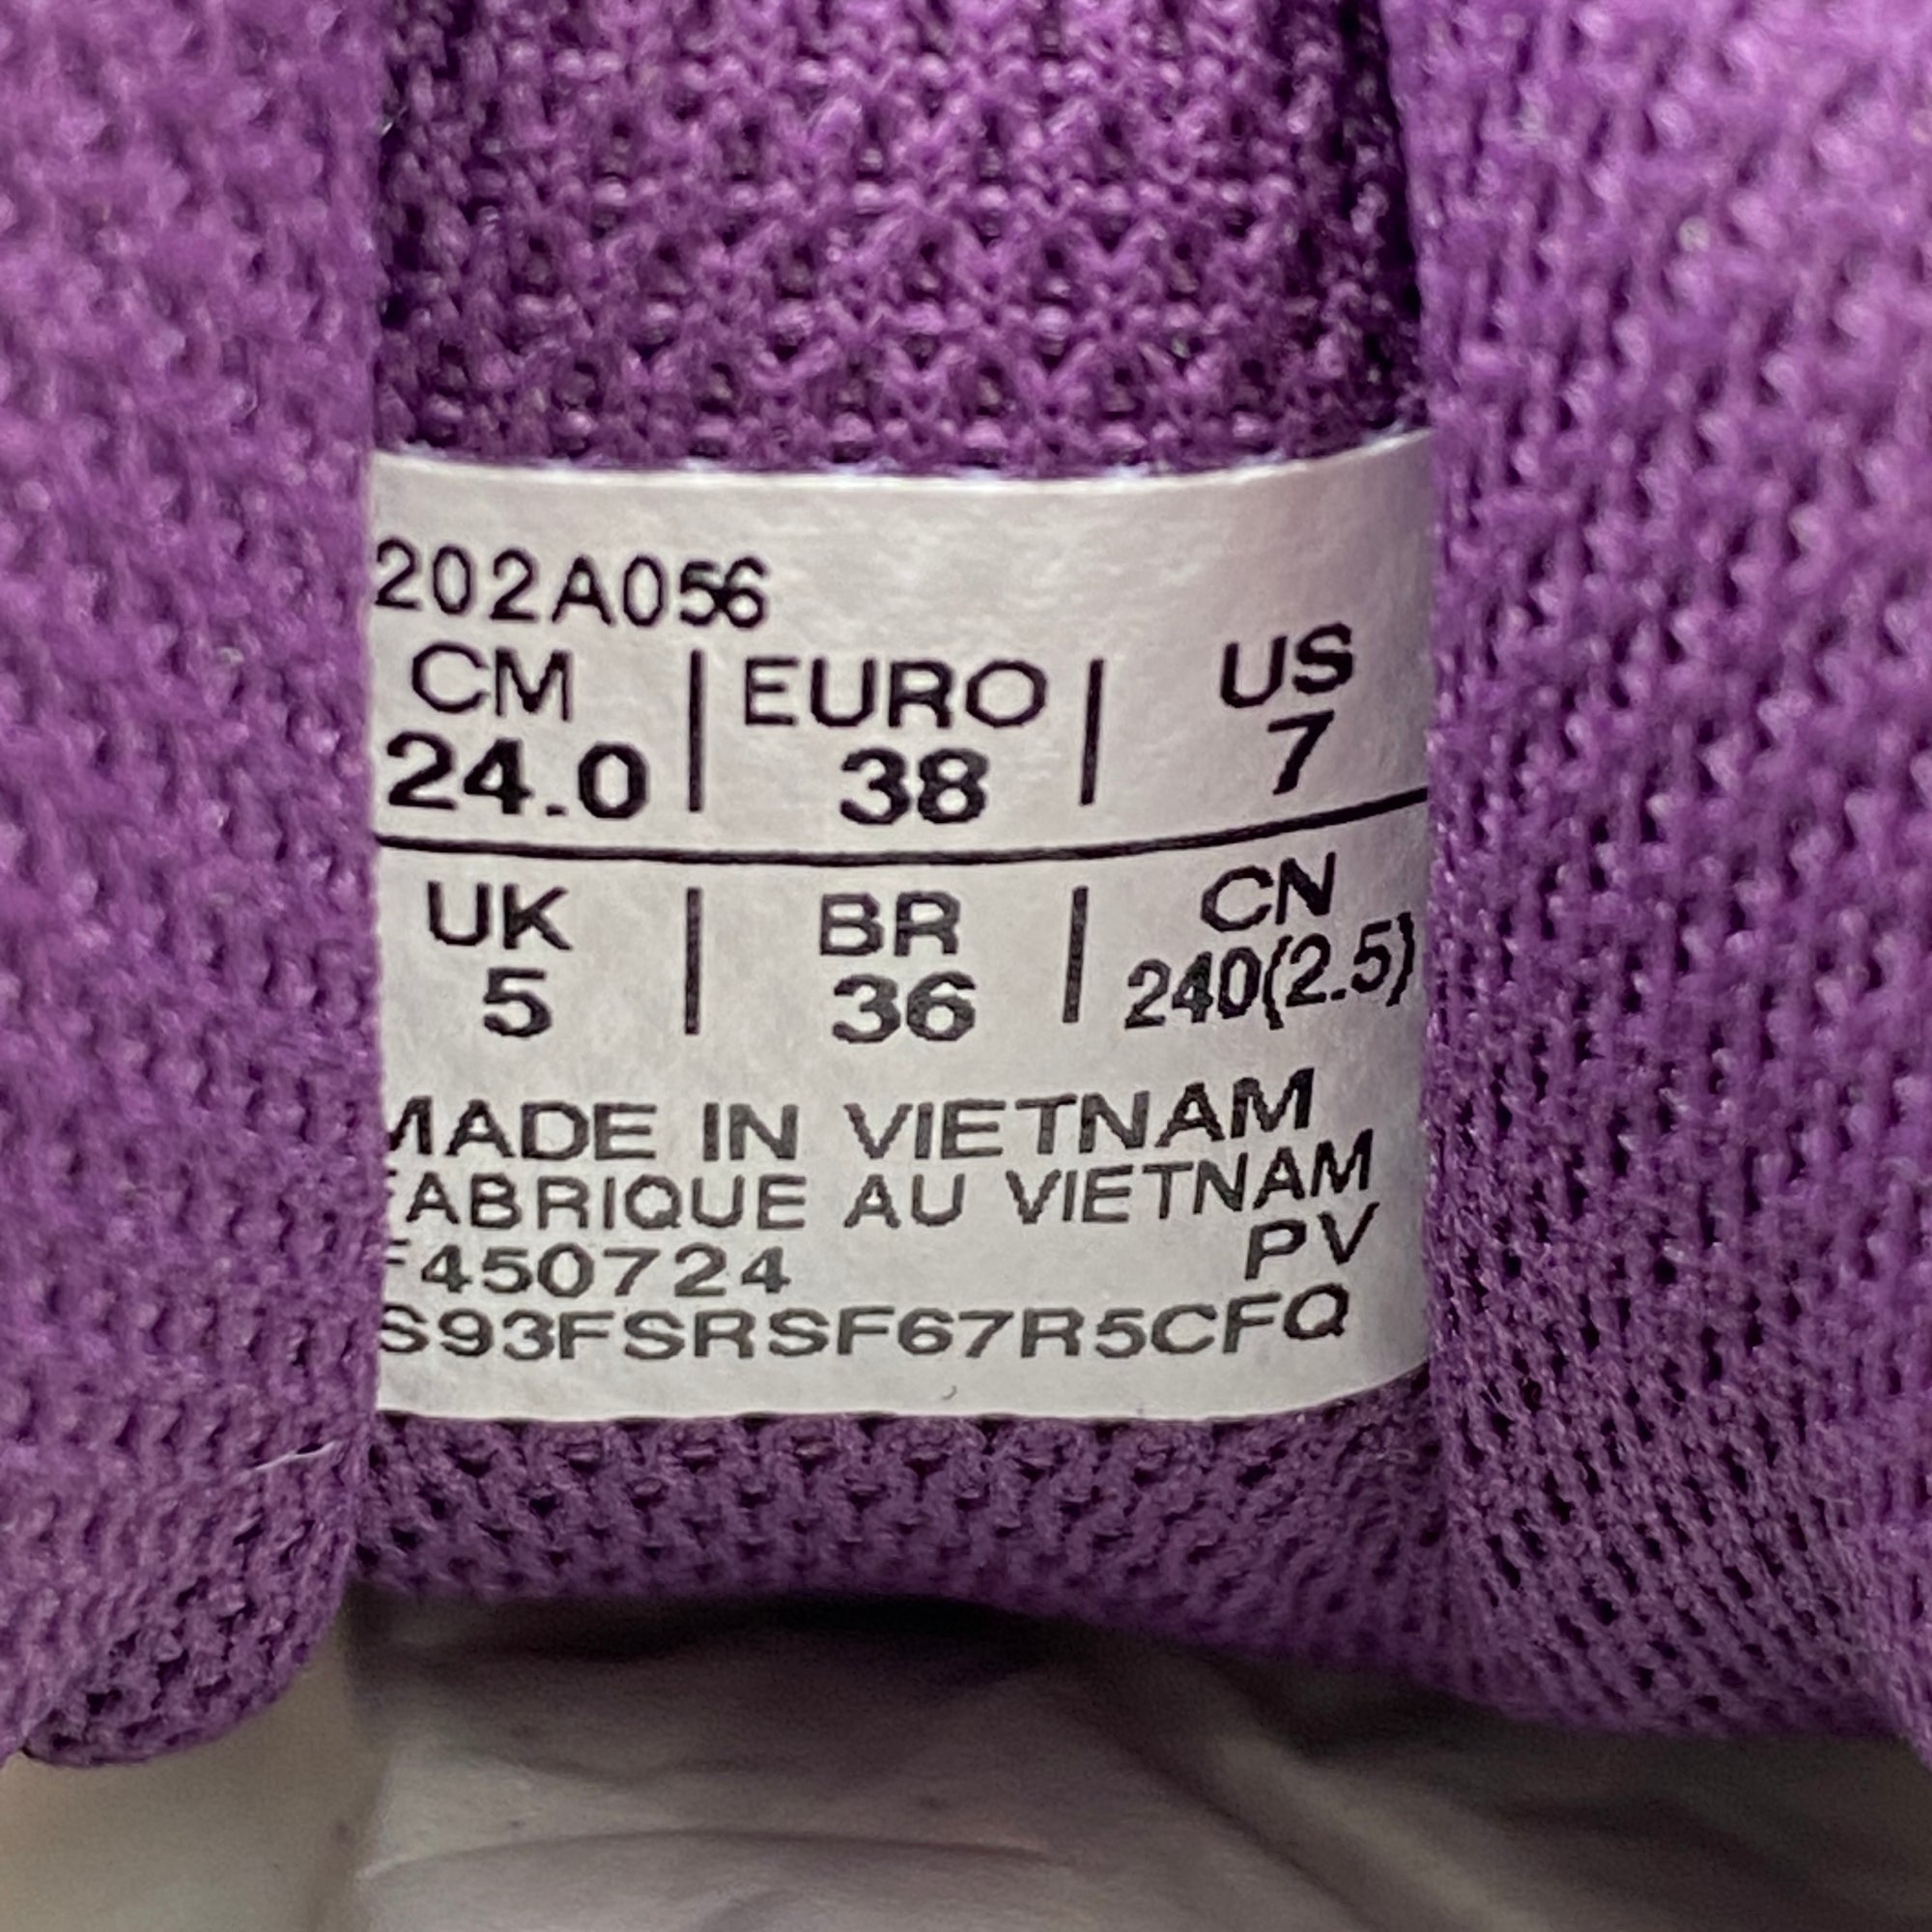 202A056
CM | EURO | US
24.0 | 38 | 7
UK | BR | CN
5 | 36 | 240(2.5)
MADE IN VIETNAM
FABRIQUE AU VIETNAM
F450724 PV
S93FSRSF67R5CFQ